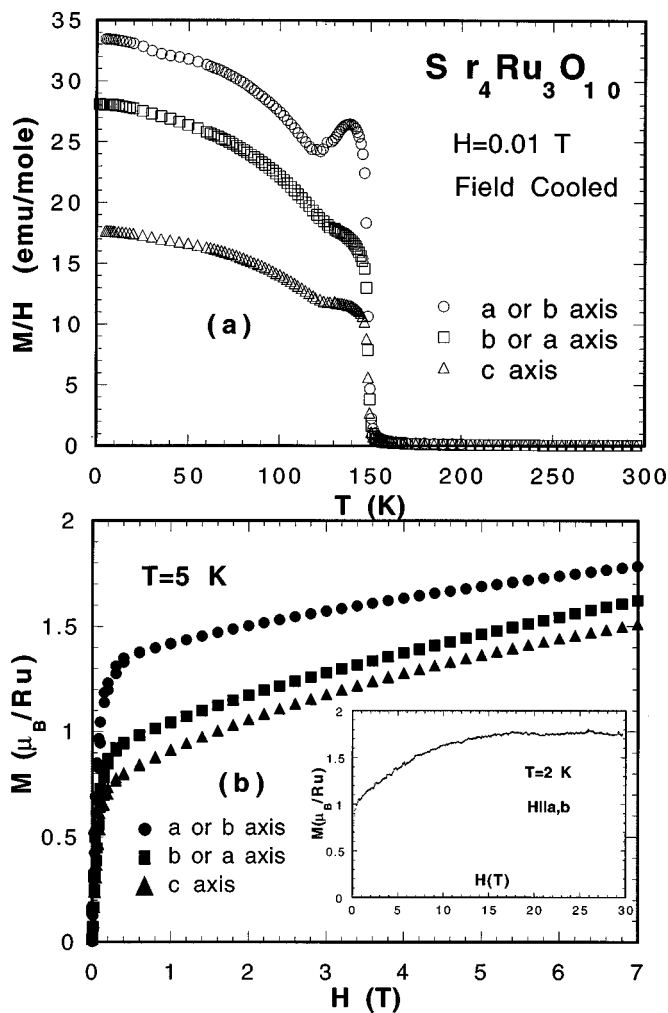 35
30
25
20
15
10
5
0
M/H (emu/mole)
Sr4Ru3O10
H=0.01 T
Field Cooled
(a)
a or b axis
b or a axis
c axis
0 50 100 150 200 250 300
T (K)
2
1.5
1
0.5
0
M (μB/Ru)
T=5 K
(b)
a or b axis
b or a axis
c axis
2
1.5
1
0.5
0
M(μB/Ru)
T=2 K
H||a,b
H(T)
0 5 10 15 20 25 30
0 1 2 3 4 5 6 7
H (T)